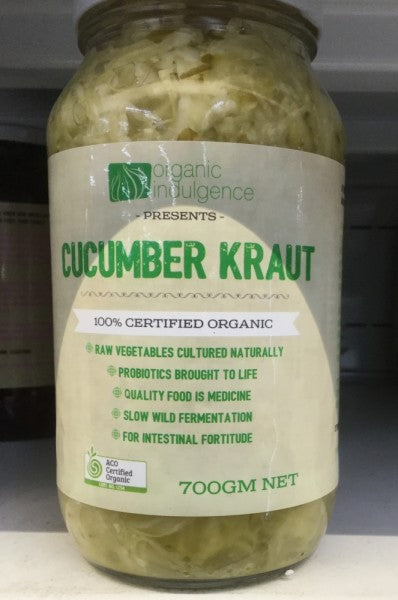 organic
indulgence
- PRESENTS -
CUCUMBER KRAUT
100% CERTIFIED ORGANIC
RAW VEGETABLES CULTURED NATURALLY
PROBIOTICS BROUGHT TO LIFE
QUALITY FOOD IS MEDICINE
SLOW WILD FERMENTATION
FOR INTESTINAL FORTITUDE
ACO
Certified
Organic
700GM NET